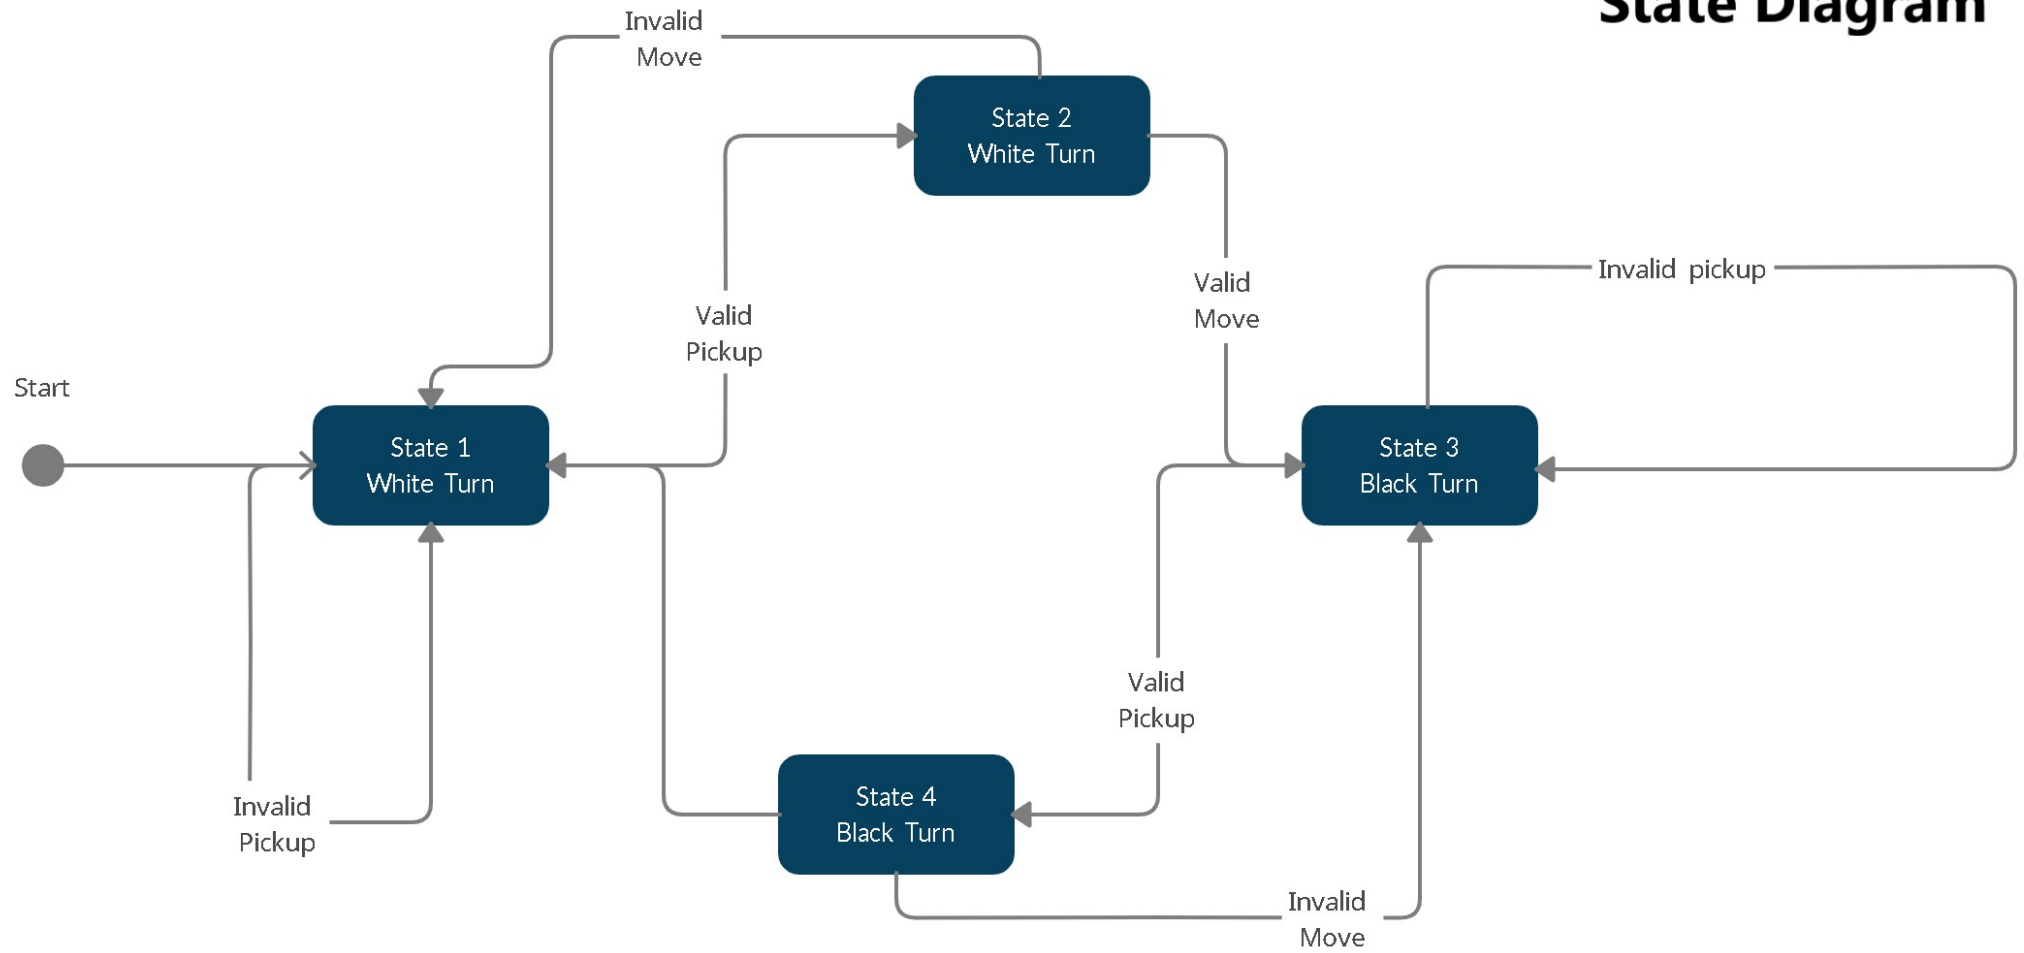 State Diagram
Invalid
Move
State 2
White Turn
Valid
Move
Invalid pickup
Valid
Pickup
Start
State 1
White Turn
State 3
Black Turn
Valid
Pickup
Invalid
Pickup
State 4
Black Turn
Invalid
Move